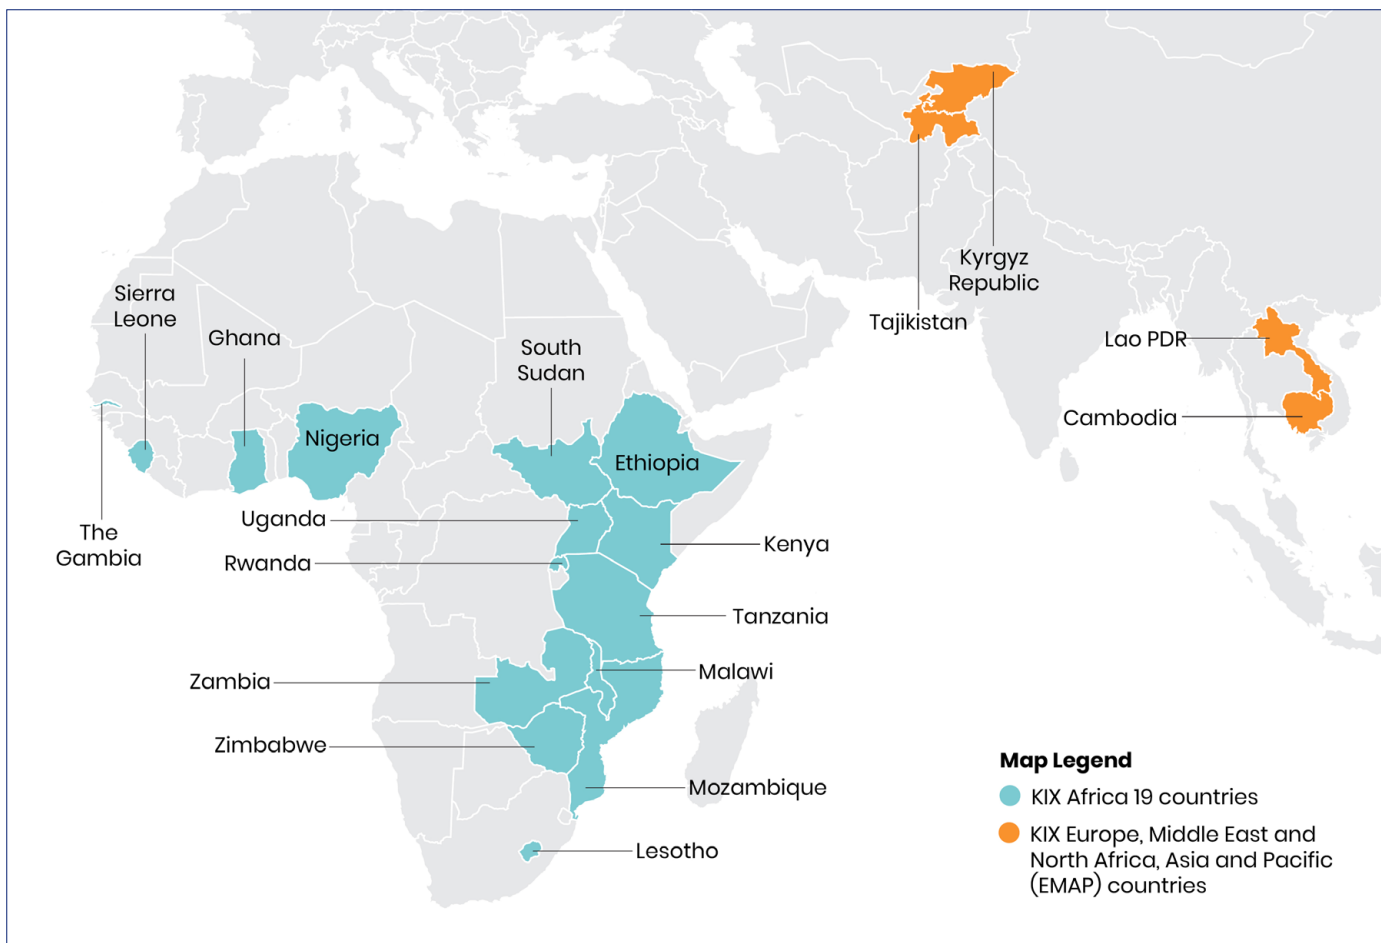 Kyrgyz
Republic
Sierra
Leone
Tajikistan
Ghana
Lao PDR
South
Sudan
Cambodia
Nigeria
Ethiopia
Uganda
The
Gambia
Kenya
Rwanda
Tanzania
Malawi
Zambia
Zimbabwe
Mozambique
Lesotho
Map Legend
KIX Africa 19 countries
KIX Europe, Middle East and
North Africa, Asia and Pacific
(EMAP) countries